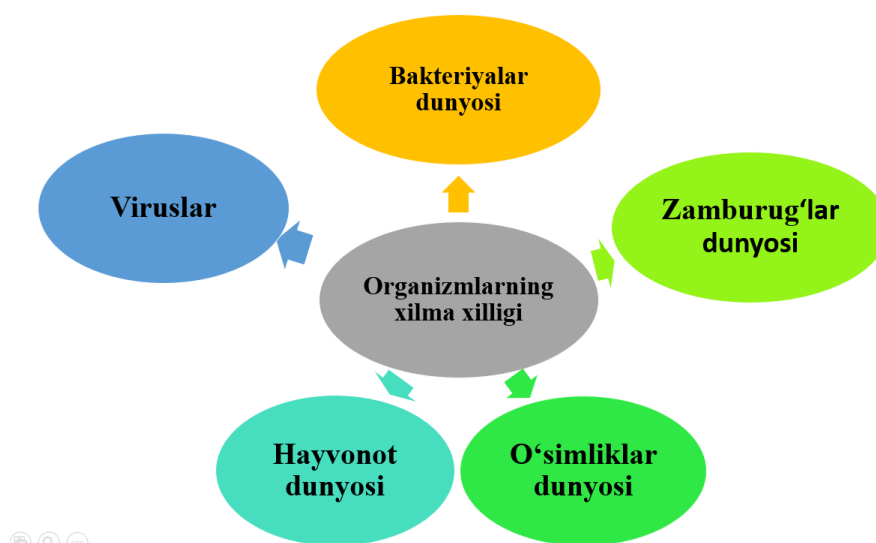 Bakteriyalar
dunyosi
Viruslar
Zamburug‘lar
dunyosi
Organizmlarning
xilma xilligi
Hayvonot
dunyosi
O‘simliklar
dunyosi